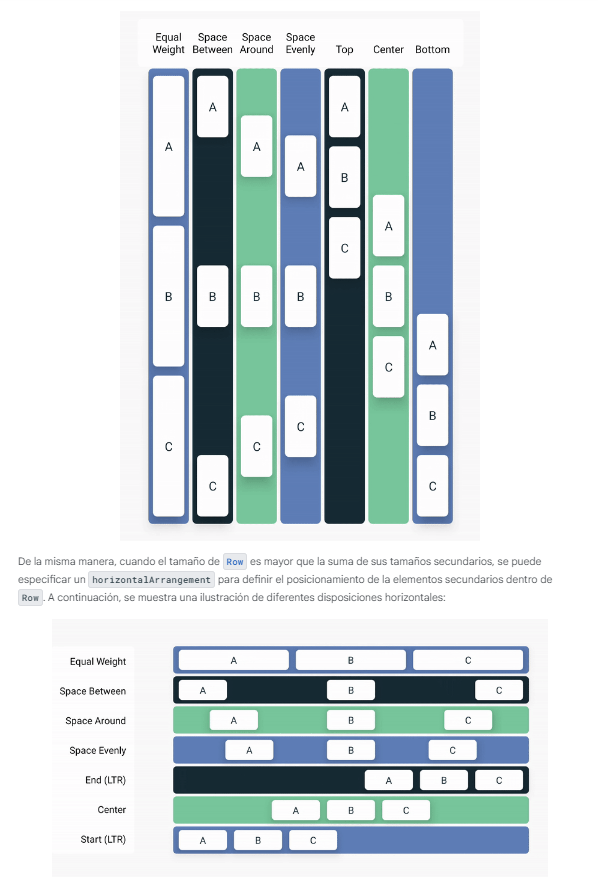 Equal Weight Space Between Space Around Space Evenly Top Center Bottom
A A A A A A A
B B B B B B B
C C C C C C C
De la misma manera, cuando el tamaño de Row es mayor que la suma de sus tamaños secundarios, se puede
especificar un horizontalArrangement para definir el posicionamiento de la elementos secundarios dentro de
Row. A continuación, se muestra una ilustración de diferentes disposiciones horizontales:
Equal Weight A B C
Space Between A B C
Space Around A B C
Space Evenly A B C
End (LTR) A B C
Center A B C
Start (LTR) A B C